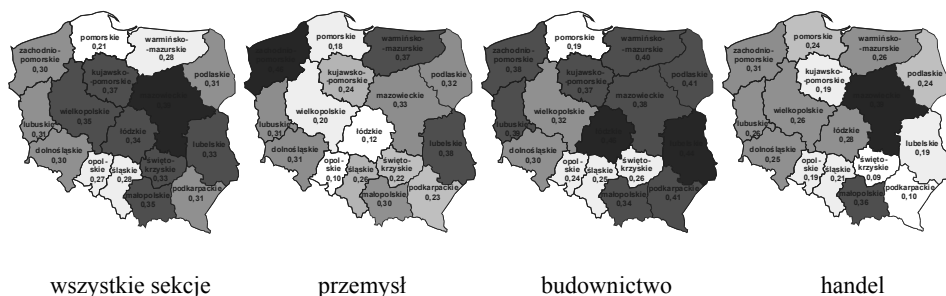 pomorskie
0,21
warmińsko-
-mazurskie
0,28
zachodnio-
pomorskie
0,30
podlaskie
0,31
kujawsko-
-pomorskie
0,37
wielkopolskie
0,35
lubuskie
0,31
łódzkie
0,34
lubelskie
0,33
dolnośląskie
0,30
opol-
skie
0,27
śląskie
0,28
święto-
krzyskie
0,33
małopolskie
0,35
podkarpackie
0,31
wszystkie sekcje
pomorskie
0,18
warmińsko-
-mazurskie
0,37
podlaskie
0,32
kujawsko-
-pomorskie
0,24
mazowieckie
0,33
wielkopolskie
0,20
lubuskie
0,31
łódzkie
0,12
lubelskie
0,38
dolnośląskie
0,31
opol-
skie
0,10
śląskie
święto-
krzyskie
0,22
małopolskie
0,30
podkarpackie
0,23
przemysł
pomorskie
0,19
warmińsko-
-mazurskie
0,40
zachodnio-
pomorskie
podlaskie
0,41
kujawsko-
-pomorskie
0,37
mazowieckie
wielkopolskie
0,32
lubuskie
dolnośląskie
0,30
opol-
skie
0,24
śląskie
0,25
święto-
krzyskie
0,26
małopolskie
0,34
podkarpackie
0,41
budownictwo
pomorskie
0,24
warmińsko-
-mazurskie
0,26
zachodnio-
pomorskie
0,31
podlaskie
0,24
kujawsko-
-pomorskie
0,19
wielkopolskie
0,26
lubuskie
łódzkie
0,28
lubelskie
0,19
dolnośląskie
0,25
opol-
skie
0,19
śląskie
0,21
święto-
krzyskie
0,09
małopolskie
0,36
podkarpackie
0,10
handel